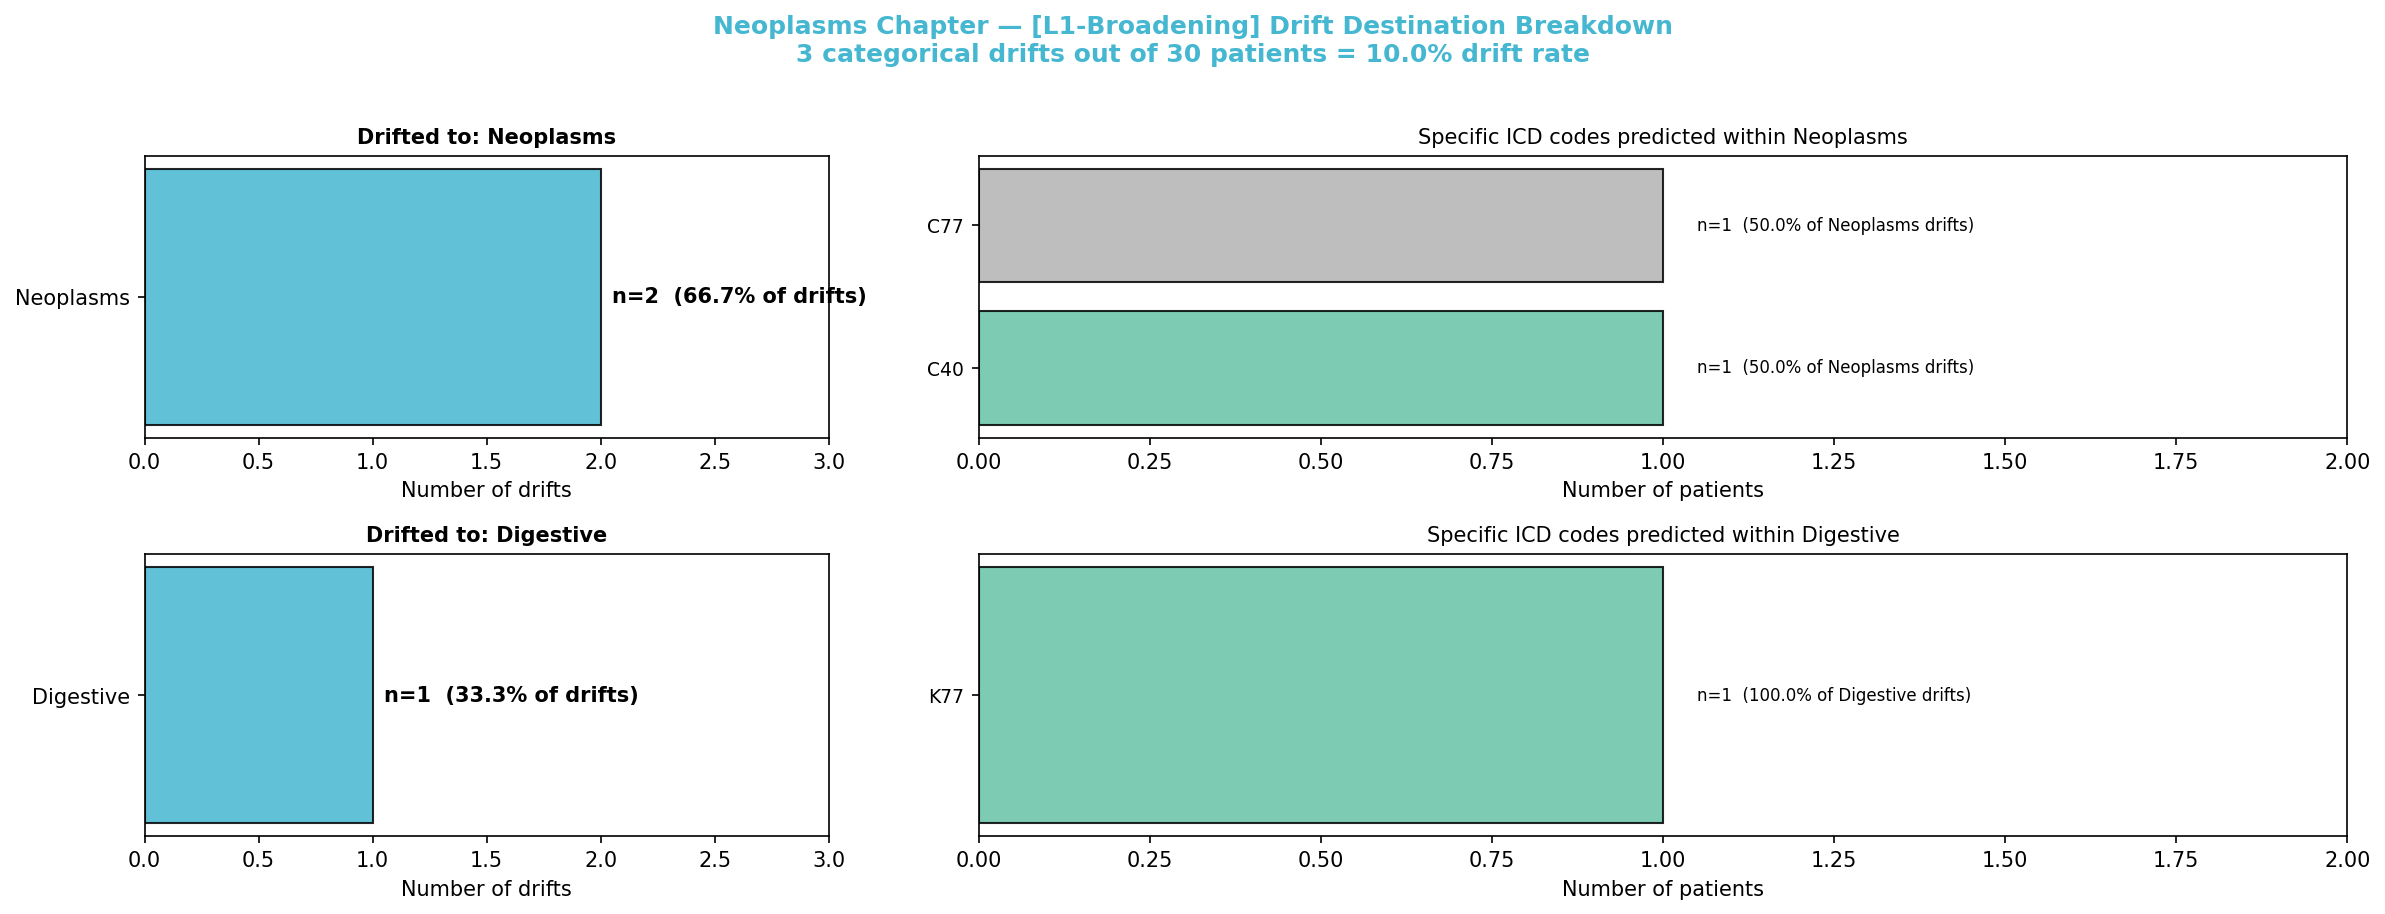 Neoplasms Chapter — [L1-Broadening] Drift Destination Breakdown
3 categorical drifts out of 30 patients = 10.0% drift rate
Drifted to: Neoplasms
Neoplasms
n=2  (66.7% of drifts)
0.0 0.5 1.0 1.5 2.0 2.5 3.0
Number of drifts
Specific ICD codes predicted within Neoplasms
C77
n=1  (50.0% of Neoplasms drifts)
C40
n=1  (50.0% of Neoplasms drifts)
0.00 0.25 0.50 0.75 1.00 1.25 1.50 1.75 2.00
Number of patients
Drifted to: Digestive
Digestive
n=1  (33.3% of drifts)
0.0 0.5 1.0 1.5 2.0 2.5 3.0
Number of drifts
Specific ICD codes predicted within Digestive
K77
n=1  (100.0% of Digestive drifts)
0.00 0.25 0.50 0.75 1.00 1.25 1.50 1.75 2.00
Number of patients